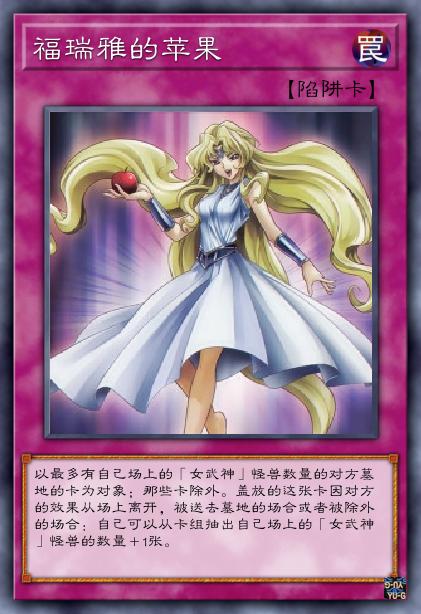 福瑞雅的苹果
罠
【陷阱卡】
以最多有自己场上的「女武神」怪兽数量的对方墓
地的卡为对象；那些卡除外。盖放的这张卡因对方
的效果从场上离开，被送去墓地的场合或者被除外
的场合；自己可以从卡组抽出自己场上的「女武神
」怪兽的数量+1张。